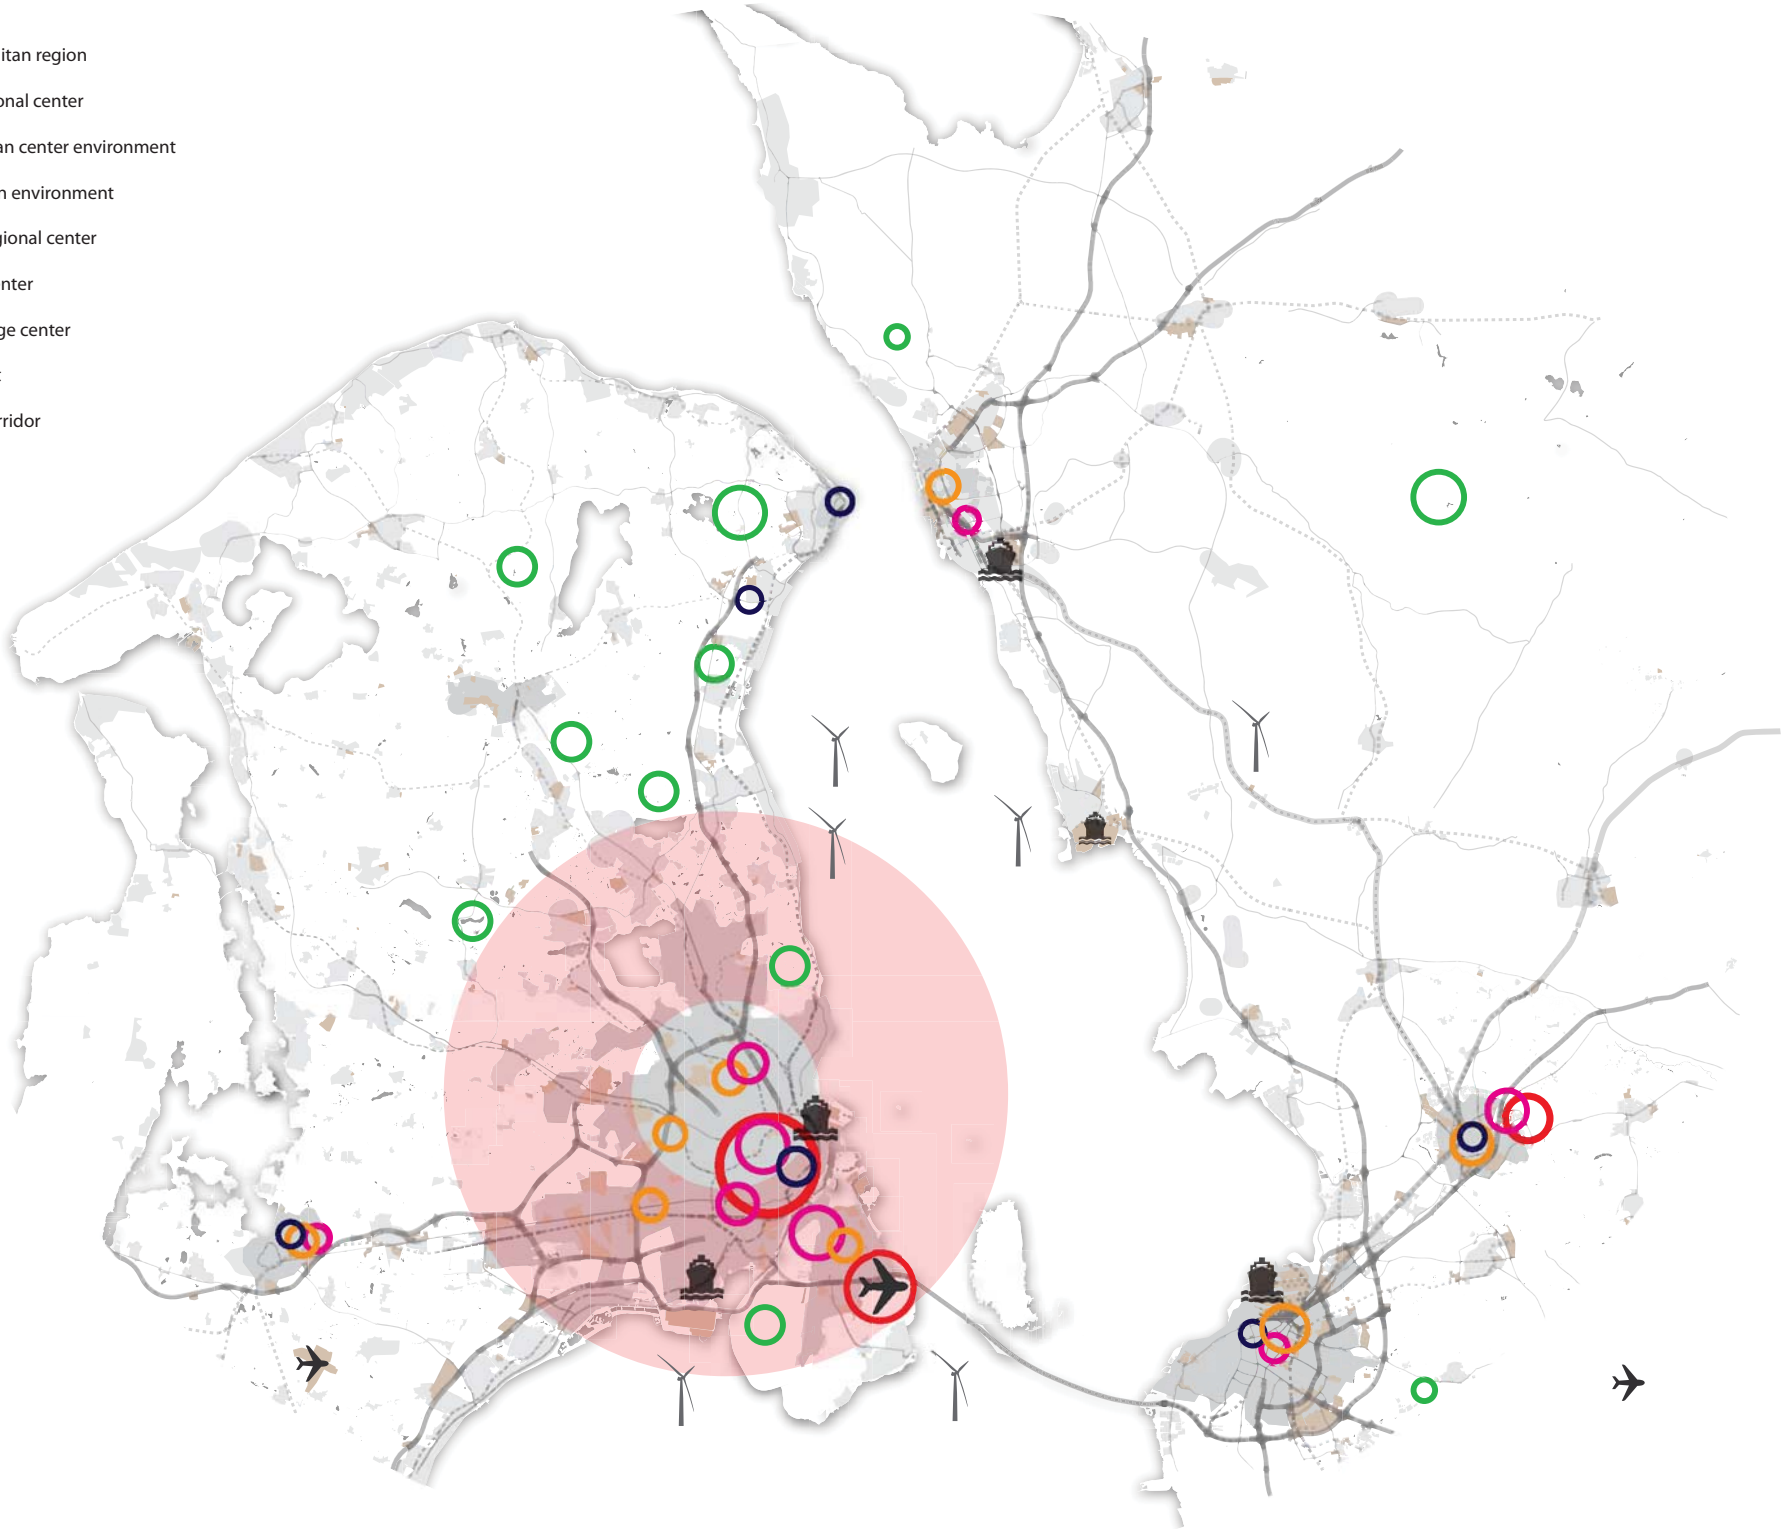 itan region
onal center
an center environment
n environment
gional center
nter
ge center
t
rridor